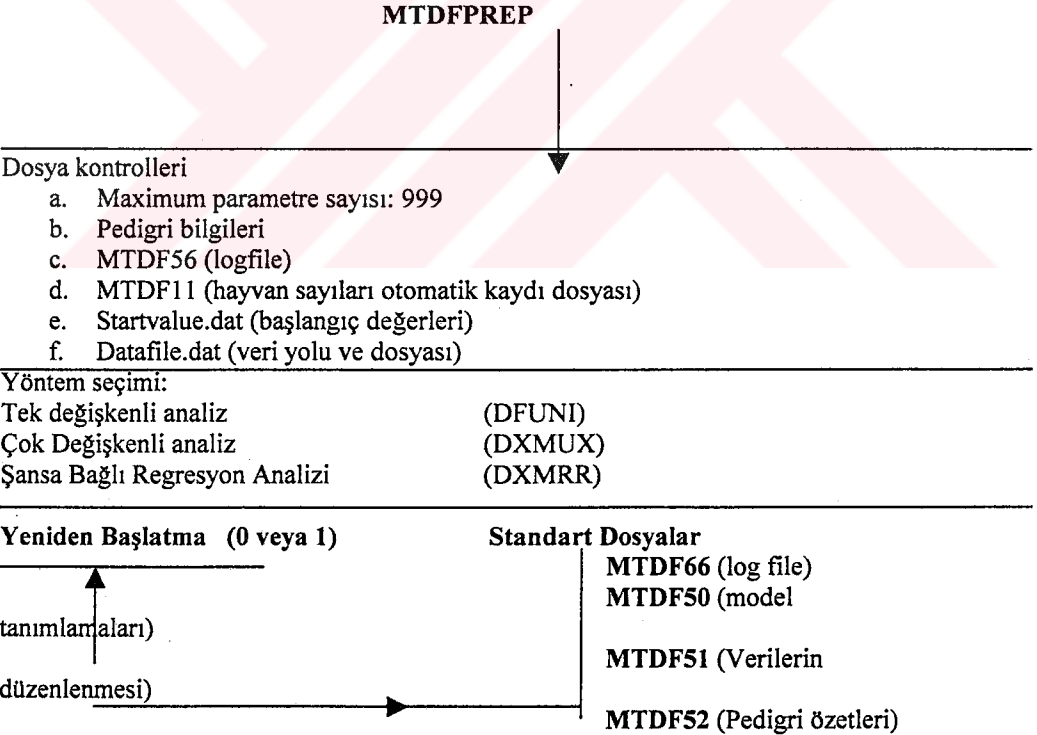 MTDFPREP
Dosya kontrolleri
a. Maximum parametre sayısı: 999
b. Pedigri bilgileri
c. MTDF56 (logfile)
d. MTDF11 (hayvan sayıları otomatik kaydı dosyası)
e. Startvalue.dat (başlangıç değerleri)
f. Datafile.dat (veri yolu ve dosyası)
Yöntem seçimi:
Tek değişkenli analiz (DFUNI)
Çok Değişkenli analiz (DXMUX)
Şansa Bağlı Regresyon Analizi (DXMRR)
Yeniden Başlatma (0 veya 1) Standart Dosyalar
MTDF66 (log file)
MTDF50 (model
tanımlamaları)
MTDF51 (Verilerin
düzenlenmesi)
MTDF52 (Pedigri özetleri)